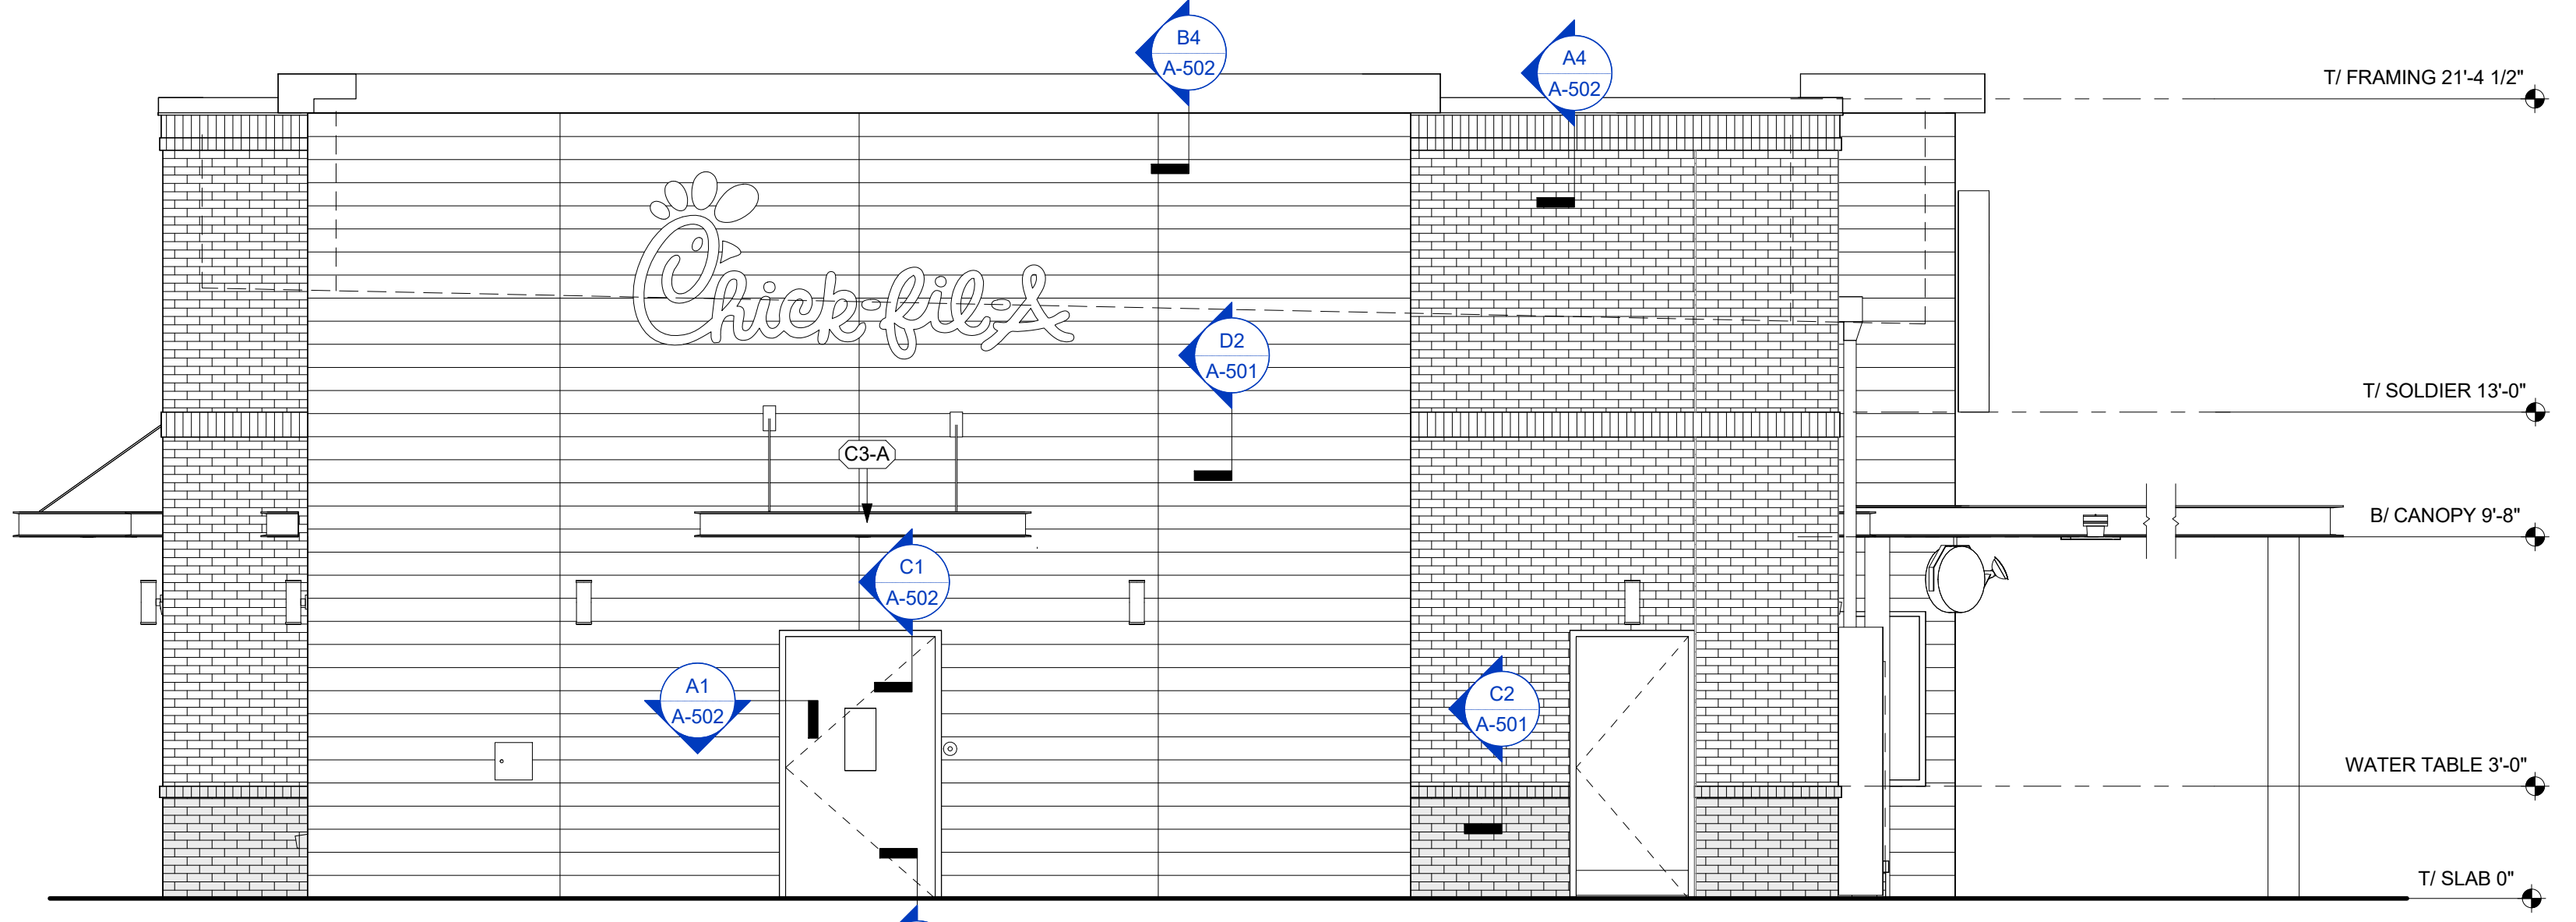 B4
A-502
A4
A-502
T/ FRAMING 21'-4 1/2"
Chick-fil-A
D2
A-501
T/ SOLDIER 13'-0"
C3-A
B/ CANOPY 9'-8"
C1
A-502
A1
A-502
C2
A-501
WATER TABLE 3'-0"
T/ SLAB 0"